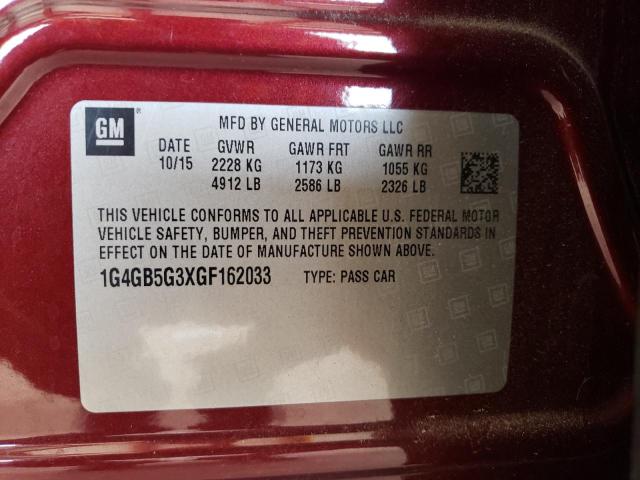 GM ®
MFD BY GENERAL MOTORS LLC
DATE GVWR GAWR FRT GAWR RR
10/15 2228 KG 1173 KG 1055 KG
4912 LB 2586 LB 2326 LB
THIS VEHICLE CONFORMS TO ALL APPLICABLE U.S. FEDERAL MOTOR
VEHICLE SAFETY, BUMPER, AND THEFT PREVENTION STANDARDS IN
EFFECT ON THE DATE OF MANUFACTURE SHOWN ABOVE.
1G4GB5G3XGF162033 TYPE: PASS CAR